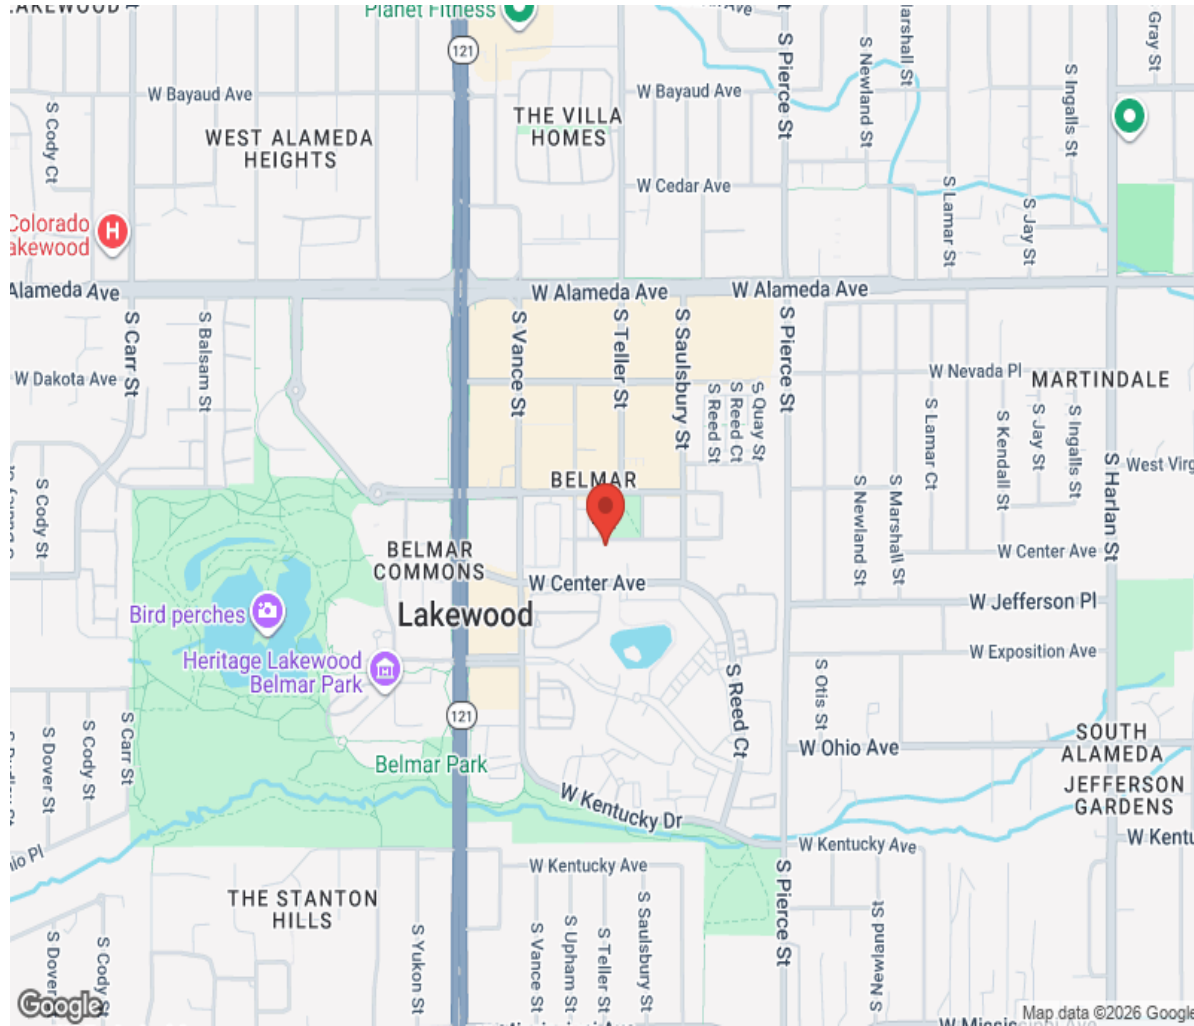 LAKEWOOD
Planet Fitness
121
S Pierce St
S Newland St
Marshall St
Gray St
W Bayaud Ave
W Bayaud Ave
S Cody Ct
THE VILLA
HOMES
WEST ALAMEDA
HEIGHTS
S Ingalls St
W Cedar Ave
S Lamar St
S Jay St
Colorado
akewood
H
Alameda Ave
W Alameda Ave
W Alameda Ave
S Carr St
S Balsam St
S Vance St
S Teller St
S Saulsbury St
S Pierce St
W Dakota Ave
S Reed St
S Reed Ct
S Quay St
W Nevada Pl
MARTINDALE
S Lamar Ct
S Kendall St
S Jay St
S Ingalls St
S Harlan St
West Virg
S Cody St
BELMAR
S Newland St
S Marshall St
BELMAR
COMMONS
W Center Ave
W Center Ave
Lakewood
Bird perches
W Jefferson Pl
Heritage Lakewood
Belmar Park
W Exposition Ave
S Otis St
S Reed Ct
S Dover St
S Cody St
S Carr St
121
W Ohio Ave
SOUTH
ALAMEDA
Belmar Park
JEFFERSON
GARDENS
W Kentucky Dr
W Kentu
W Kentucky Ave
W Kentucky Ave
io Pl
THE STANTON
HILLS
S Dover
S Cody St
S Yukon St
S Vance St
S Upham St
S Teller St
S Saulsbury St
S Pierce St
S Newland St
Google
Map data ©2026 Google